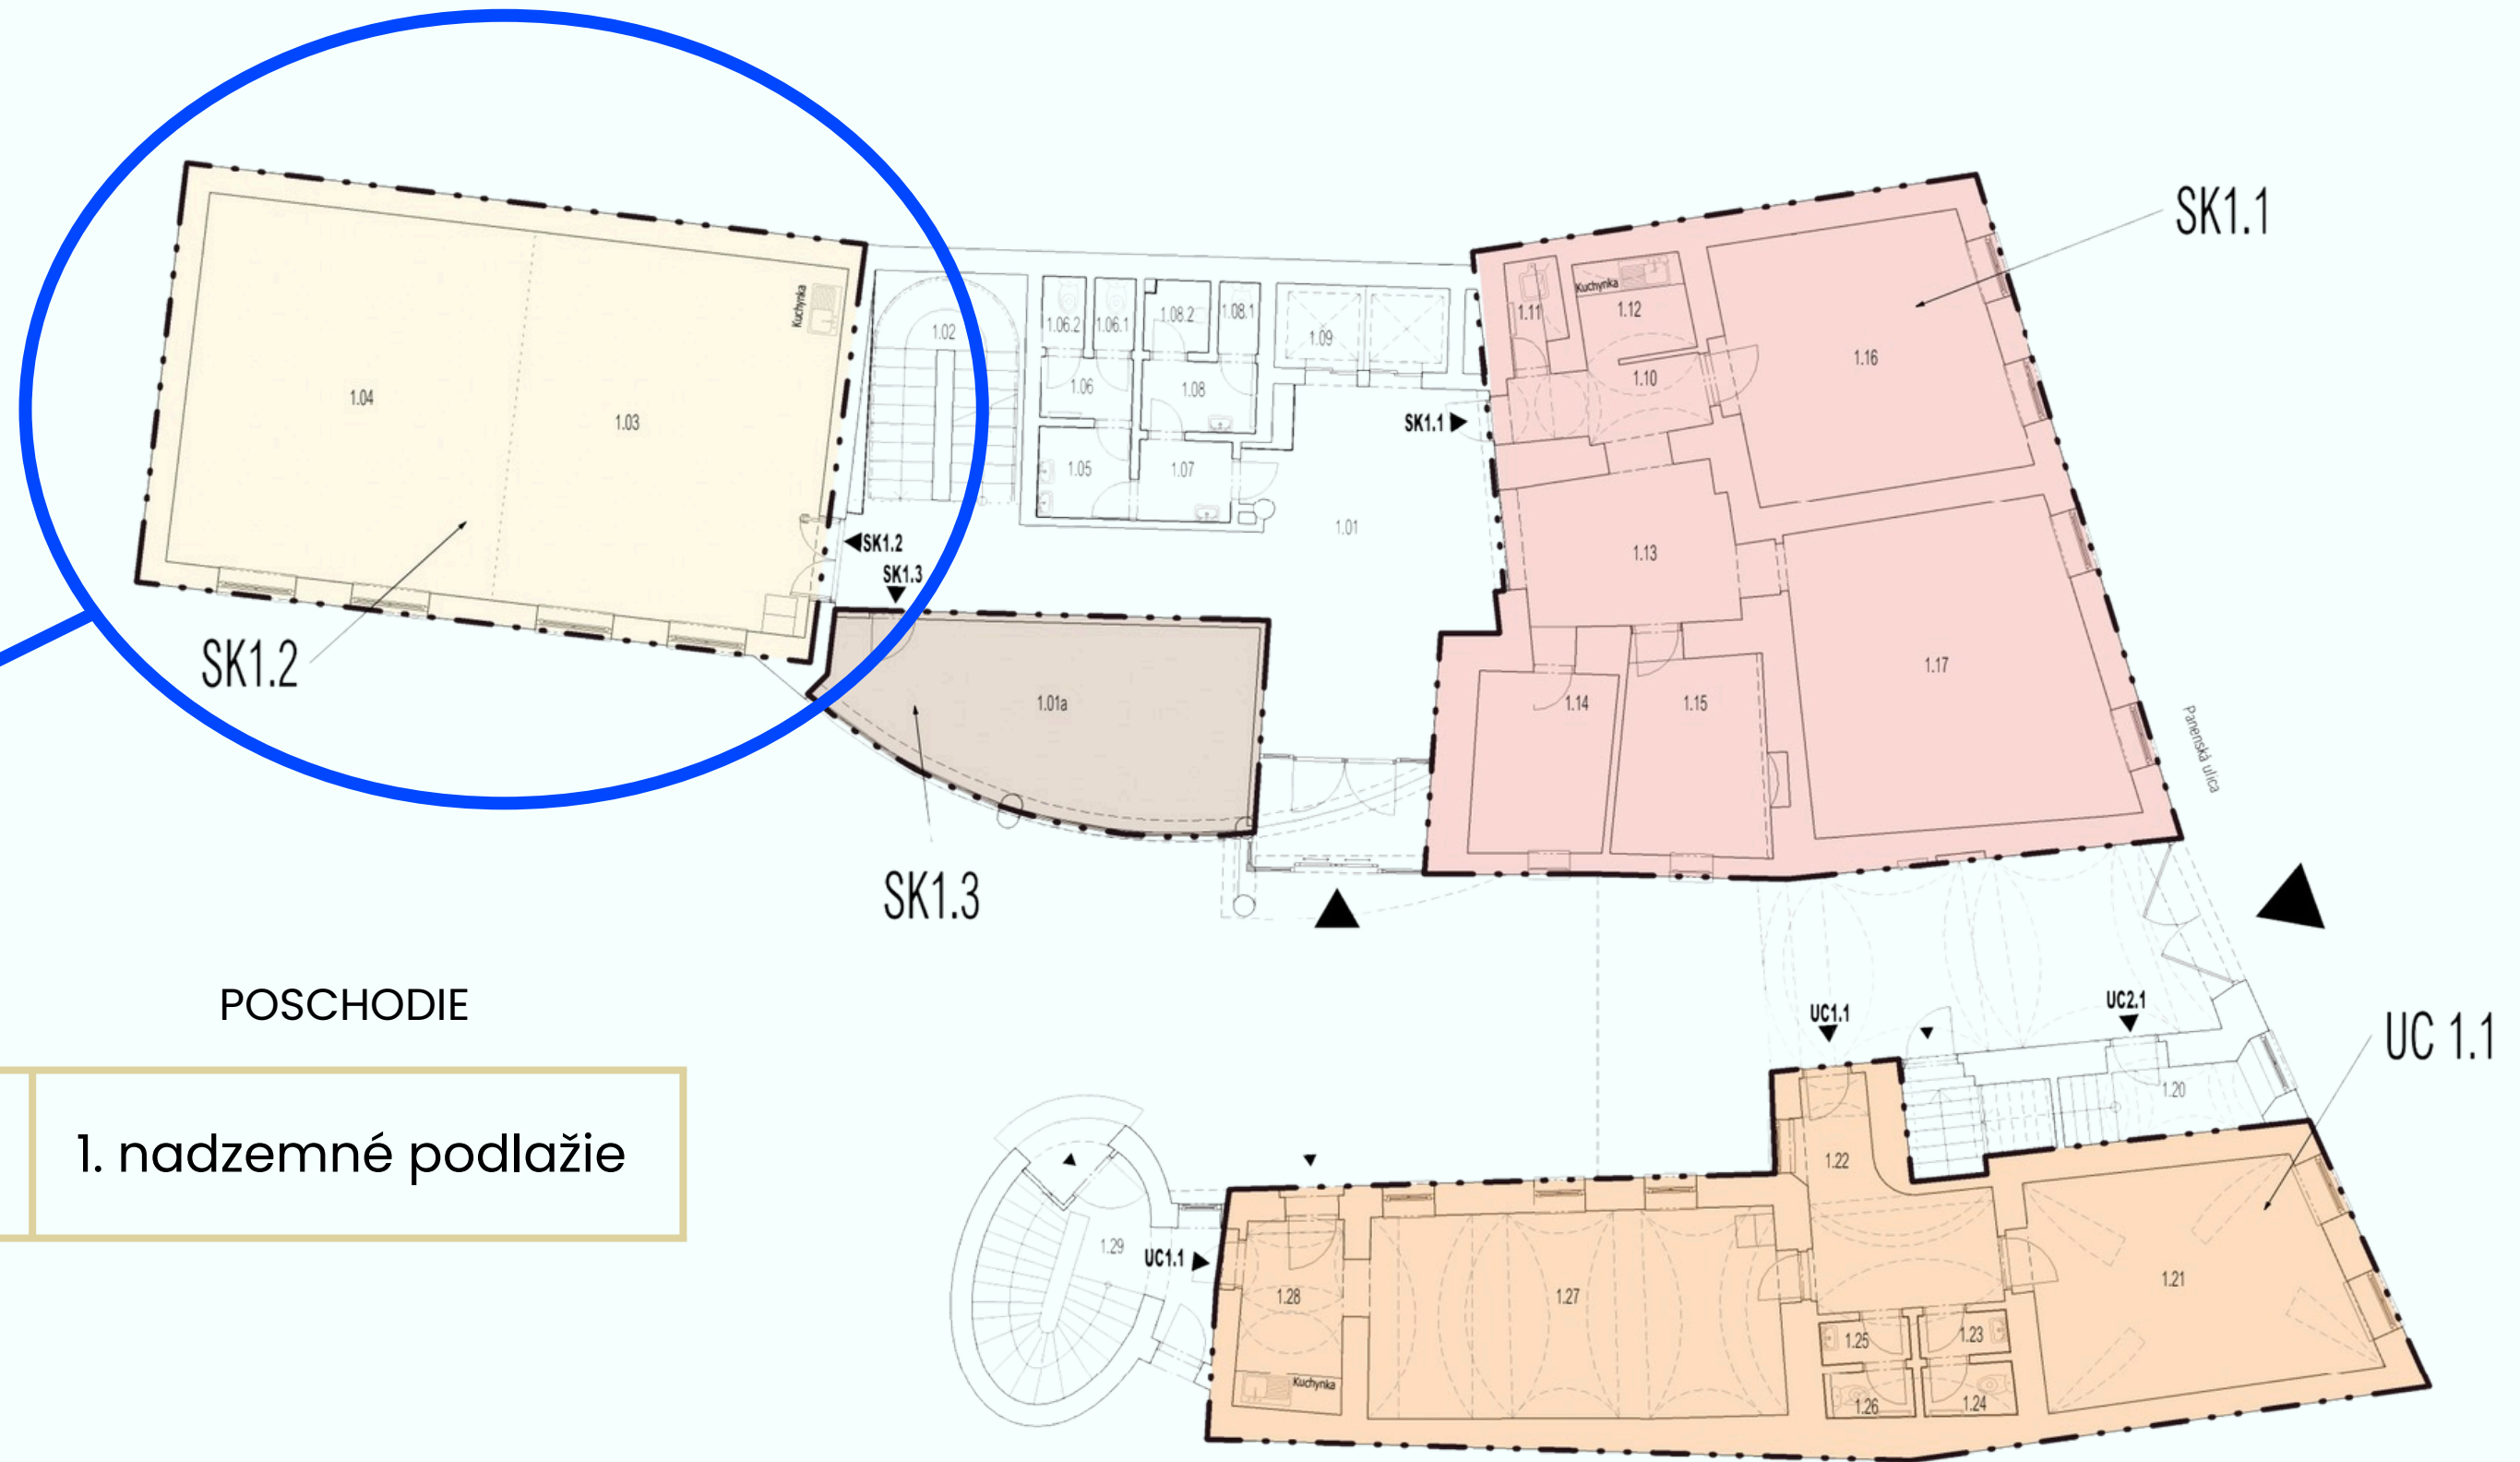 SK1.1
Kuchynka
Kuchynka
1.11
1.12
1.02
1.06.2
1.06.1
1.08.2
1.08.1
1.09
1.16
1.10
1.06
1.08
1.04
1.03
SK1.1
1.05
1.07
1.01
SK1.2
SK1.3
1.13
SK1.2
1.17
1.01a
1.14
1.15
Panenská ulica
SK1.3
POSCHODIE
UC1.1
UC2.1
UC 1.1
1.20
1. nadzemné podlažie
1.22
1.29
UC1.1
1.28
1.27
1.21
1.25
1.23
Kuchynka
1.26
1.24